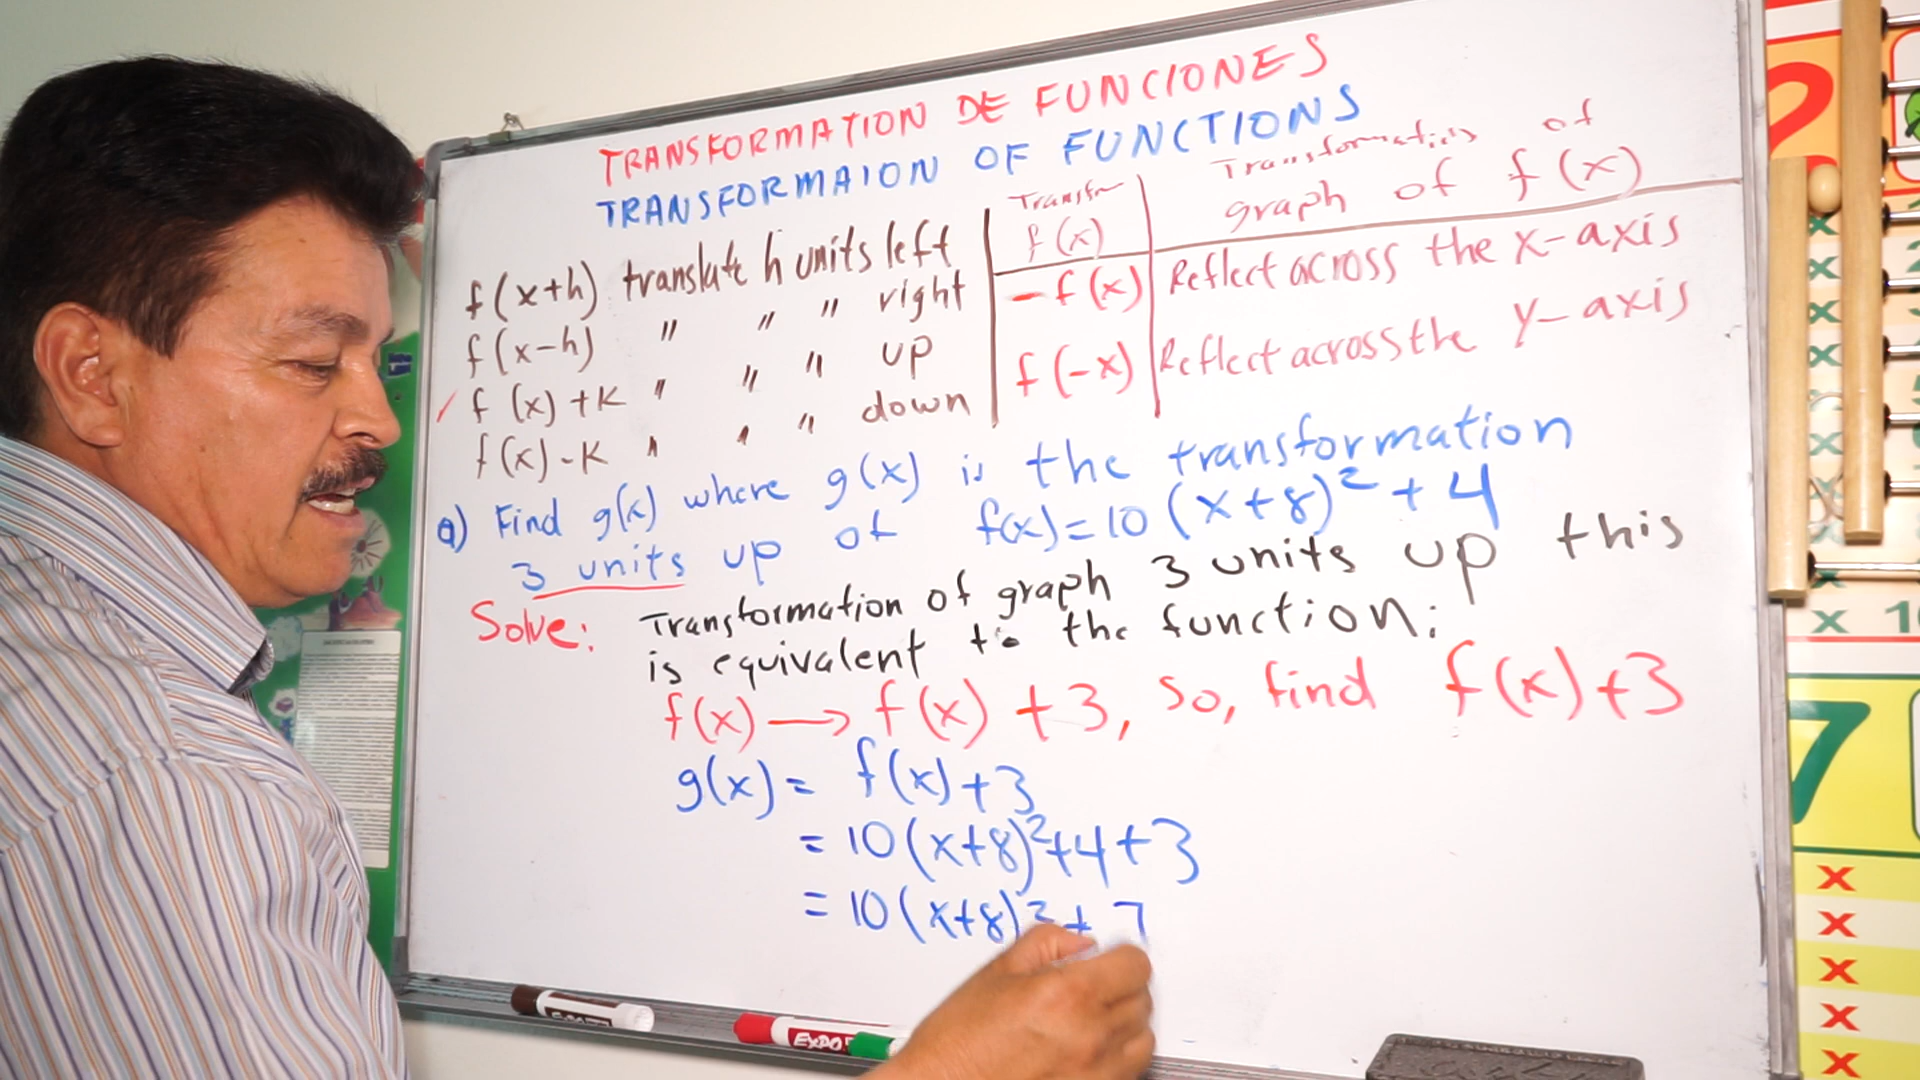 TRANSFORMATION DE FUNCIONES
TRANSFORMAION OF FUNCTIONS
f(x+h) translate h units left
f(x-h) " " " right
f(x)+K " " " up
f(x)-K " " " down
Transfor
f(x)
Transformations of
graph of f(x)
-f(x) Reflect across the x-axis
f(-x) Reflect across the y-axis
a) Find g(x) where g(x) is the transformation
3 units up of f(x)=10(x+8)²+4
Solve: Transformation of graph 3 units up this
is equivalent to the function:
f(x) → f(x)+3, so, find f(x)+3
g(x) = f(x)+3
= 10(x+8)²+4+3
= 10(x+8)²+7
EXPO
2
7